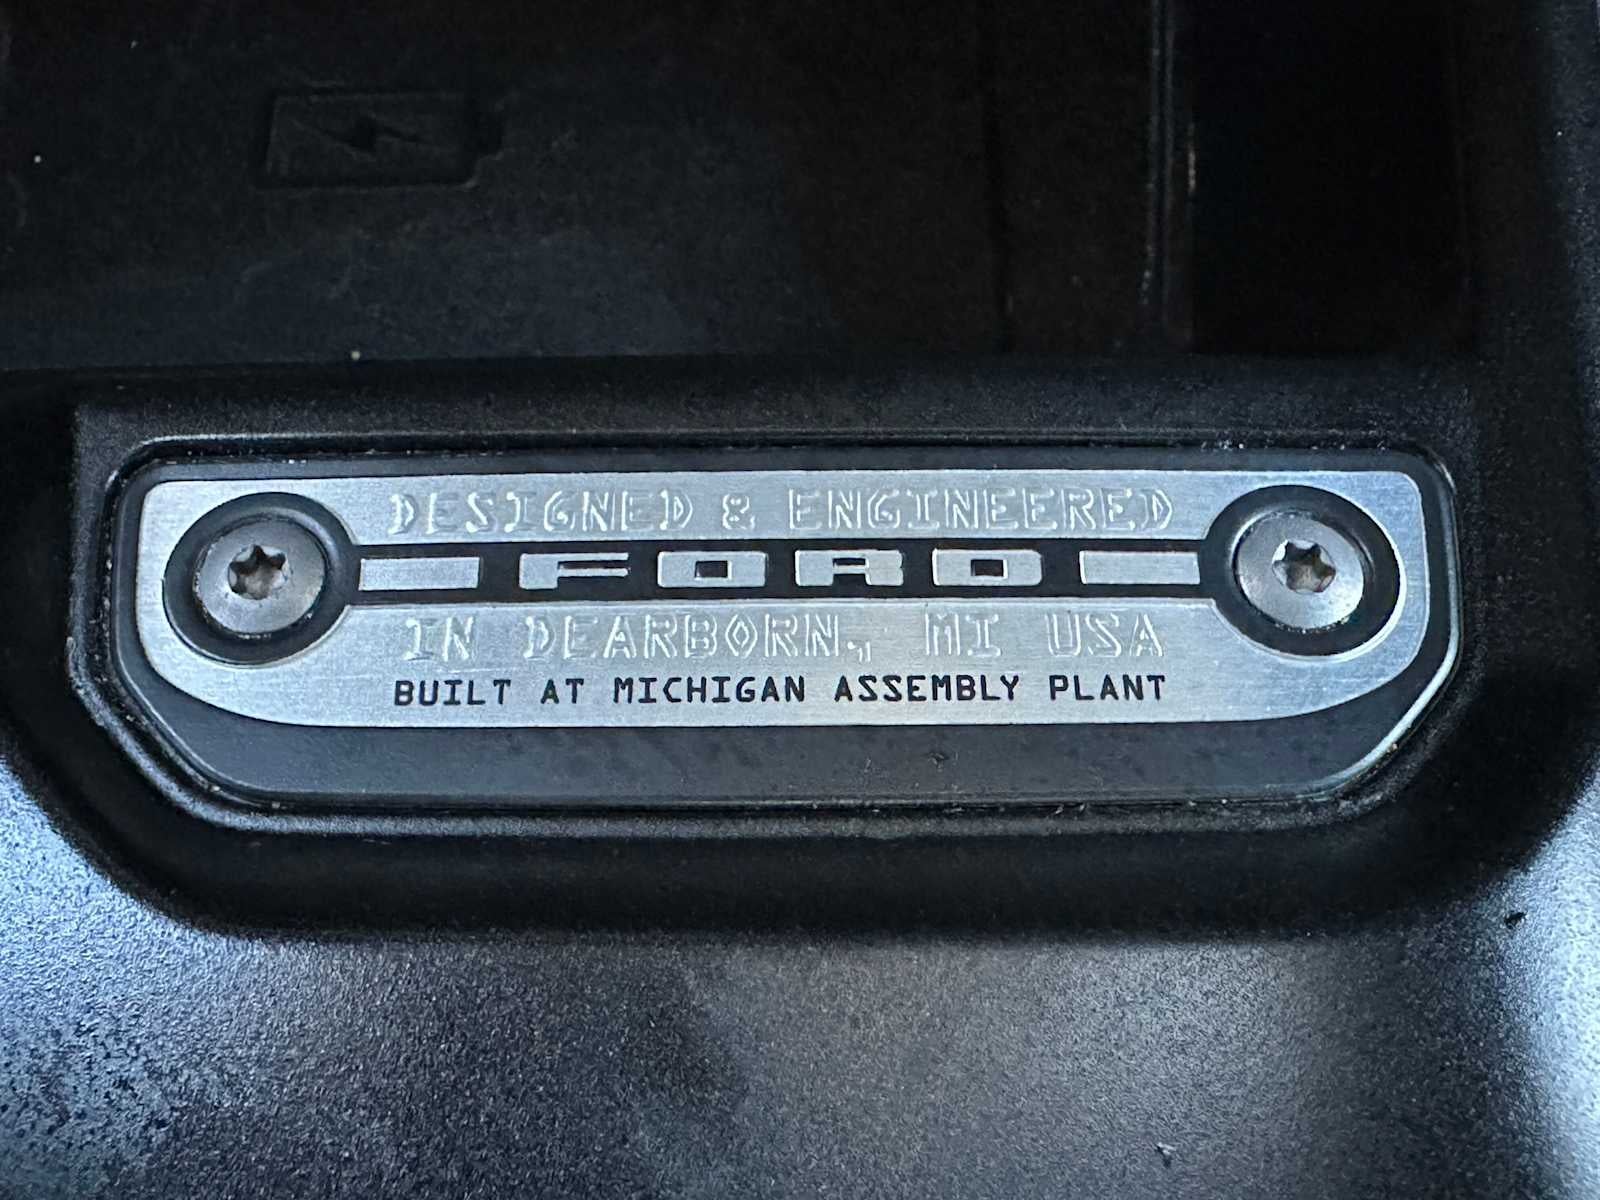 DESIGNED & ENGINEERED
FORD
IN DEARBORN, MI USA
BUILT AT MICHIGAN ASSEMBLY PLANT